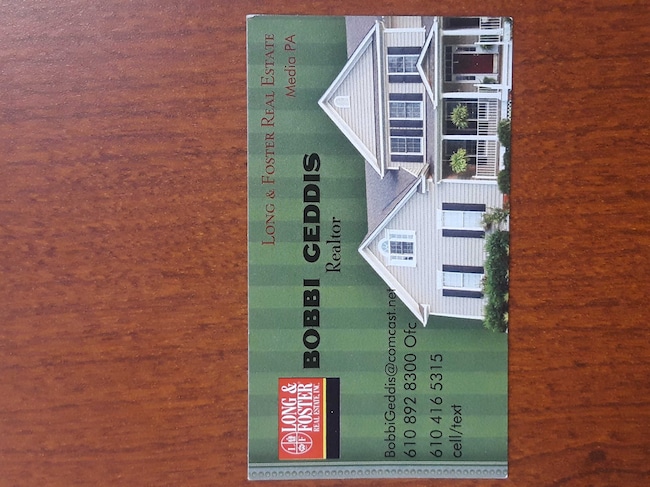 LONG & FOSTER REAL ESTATE
Media PA
BOBBI GEDDIS
Realtor
LONG &
FOSTER
REAL ESTATE, INC.
L F
BobbiGeddis@comcast.net
610 892 8300 Ofc
610 416 5315
cell/text